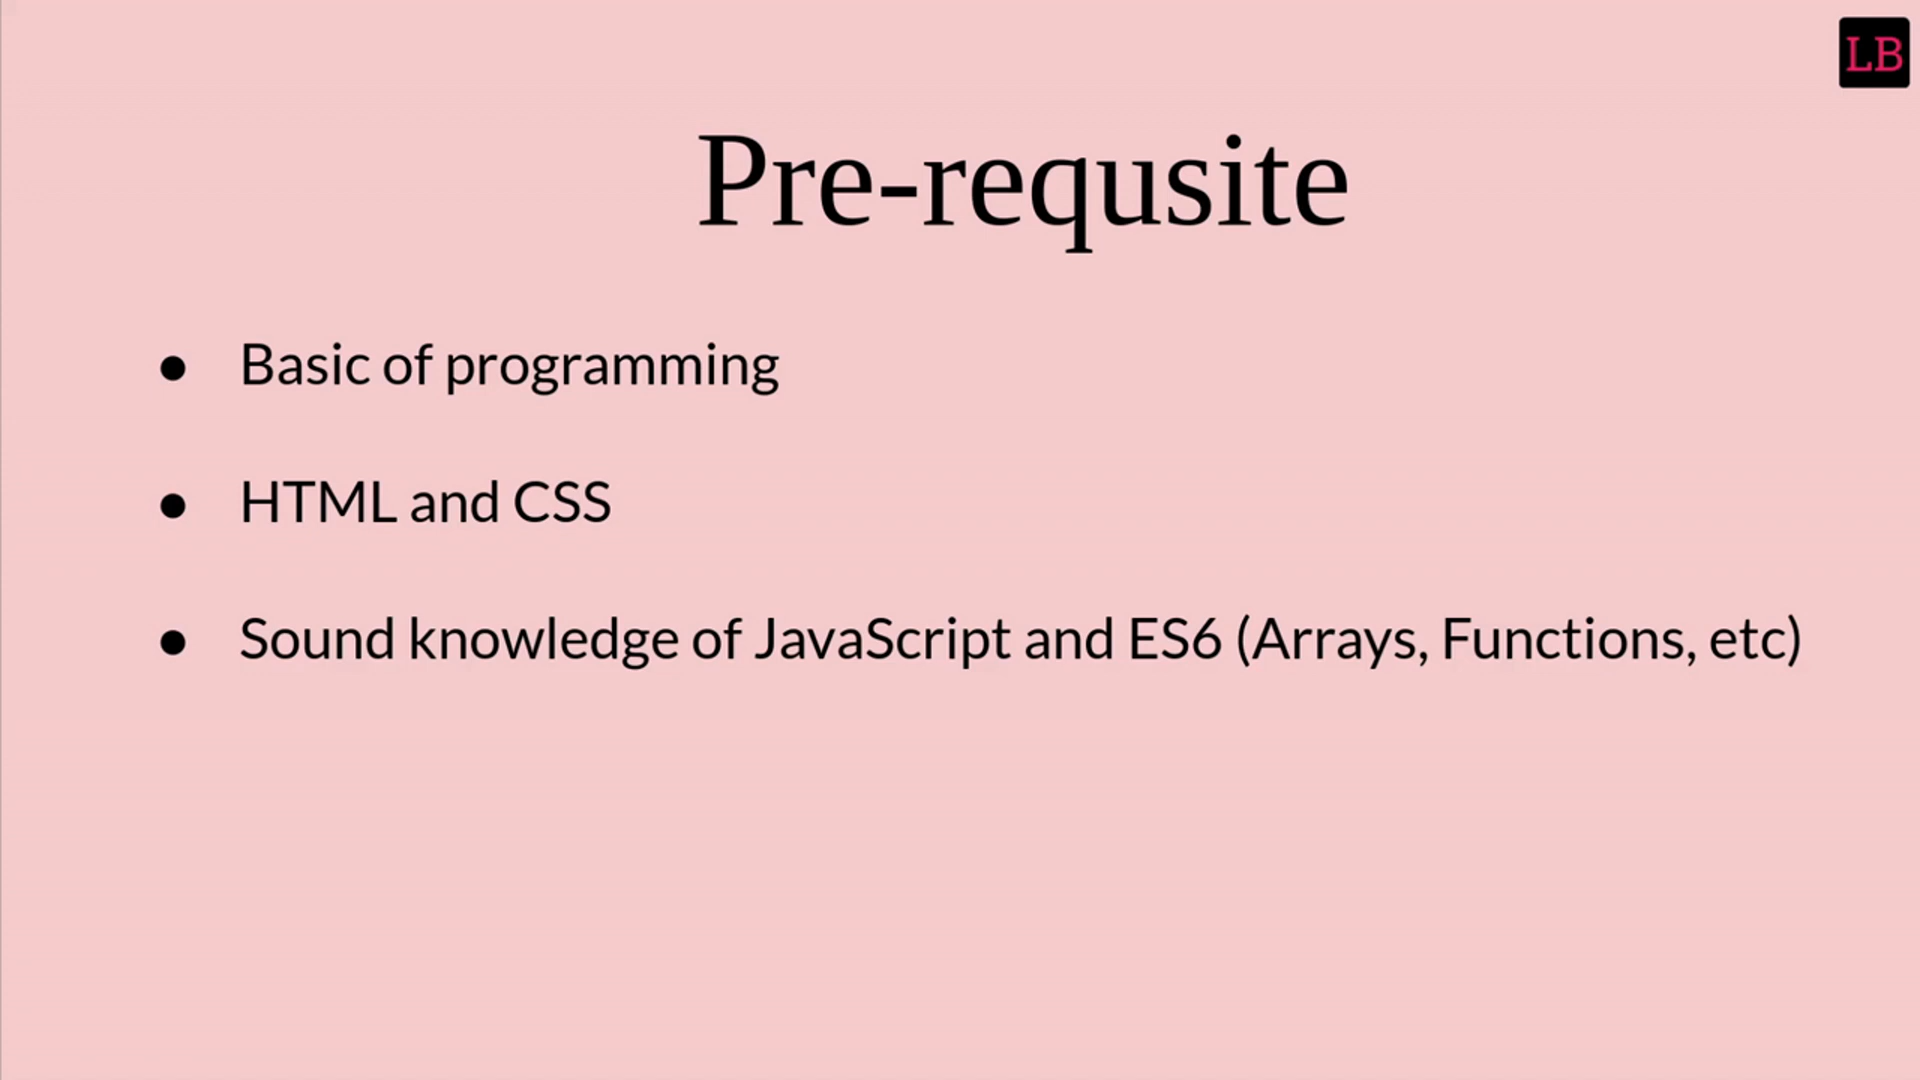 LB
Pre-requsite
● Basic of programming
● HTML and CSS
● Sound knowledge of JavaScript and ES6 (Arrays, Functions, etc)